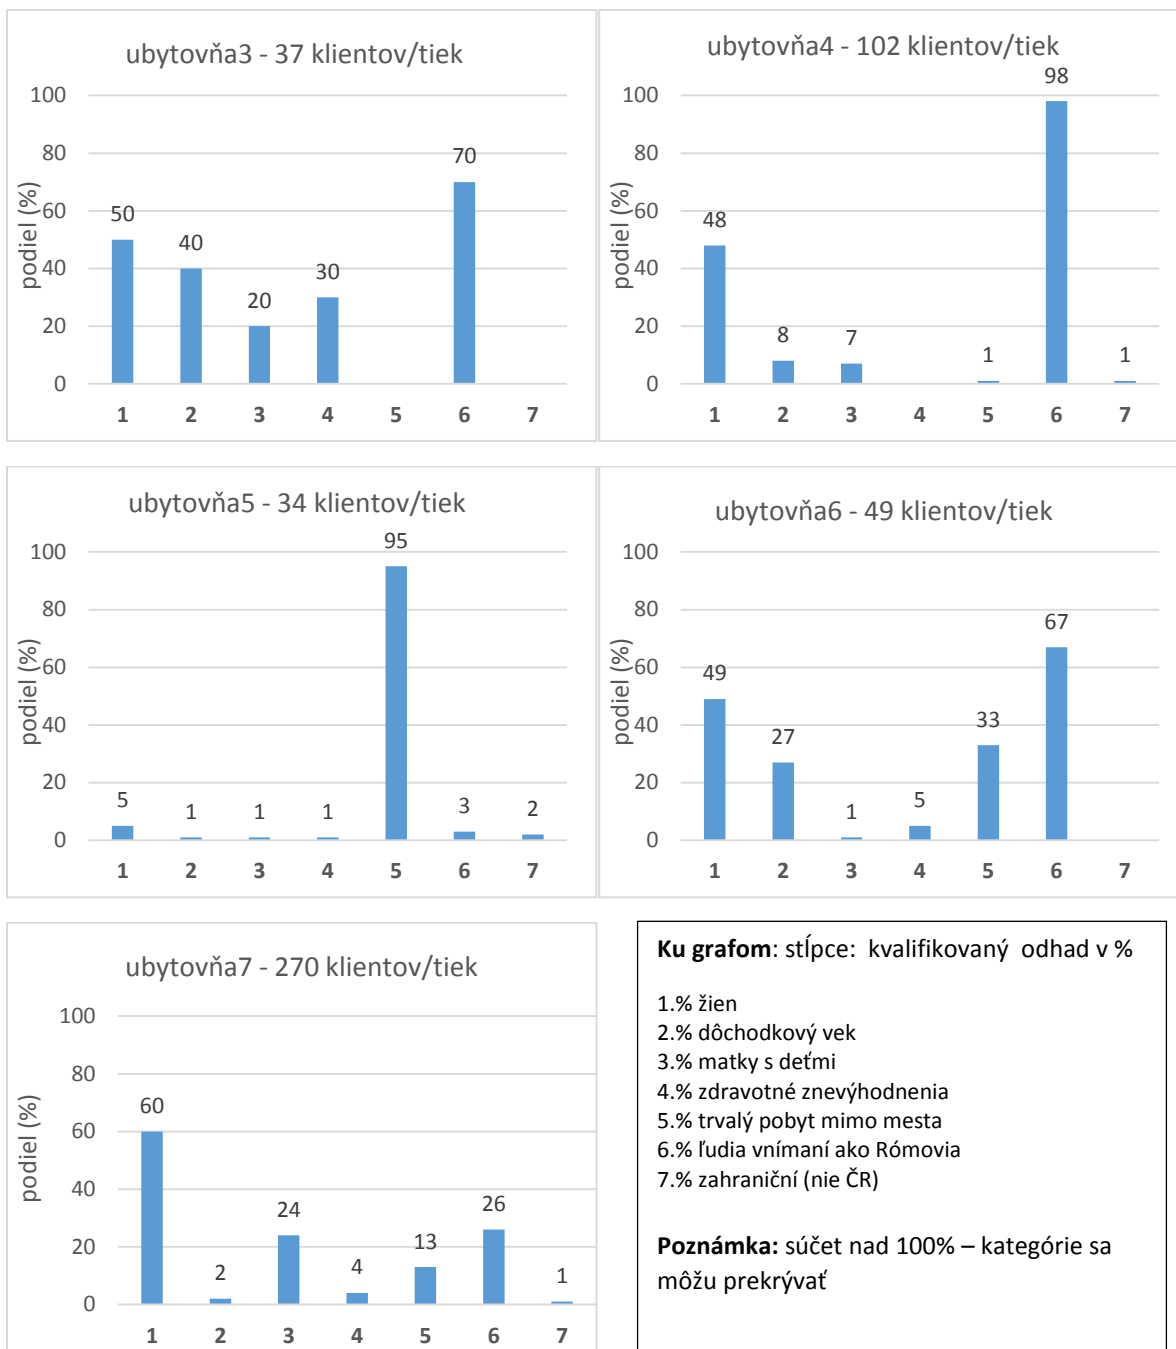 ubytovňa3 - 37 klientov/tiek
podiel (%)
100
80
60
40
20
0
50
40
20
30
70
1 2 3 4 5 6 7
ubytovňa4 - 102 klientov/tiek
podiel (%)
100
80
60
40
20
0
48
8
7
1
98
1
1 2 3 4 5 6 7
ubytovňa5 - 34 klientov/tiek
podiel (%)
100
80
60
40
20
0
5
1
1
1
95
3
2
1 2 3 4 5 6 7
ubytovňa6 - 49 klientov/tiek
podiel (%)
100
80
60
40
20
0
49
27
1
5
33
67
1 2 3 4 5 6 7
ubytovňa7 - 270 klientov/tiek
podiel (%)
100
80
60
40
20
0
60
2
24
4
13
26
1
1 2 3 4 5 6 7
Ku grafom: stĺpce: kvalifikovaný odhad v %
1.% žien
2.% dôchodkový vek
3.% matky s deťmi
4.% zdravotné znevýhodnenia
5.% trvalý pobyt mimo mesta
6.% ľudia vnímaní ako Rómovia
7.% zahraniční (nie ČR)
Poznámka: súčet nad 100% – kategórie sa
môžu prekrývať